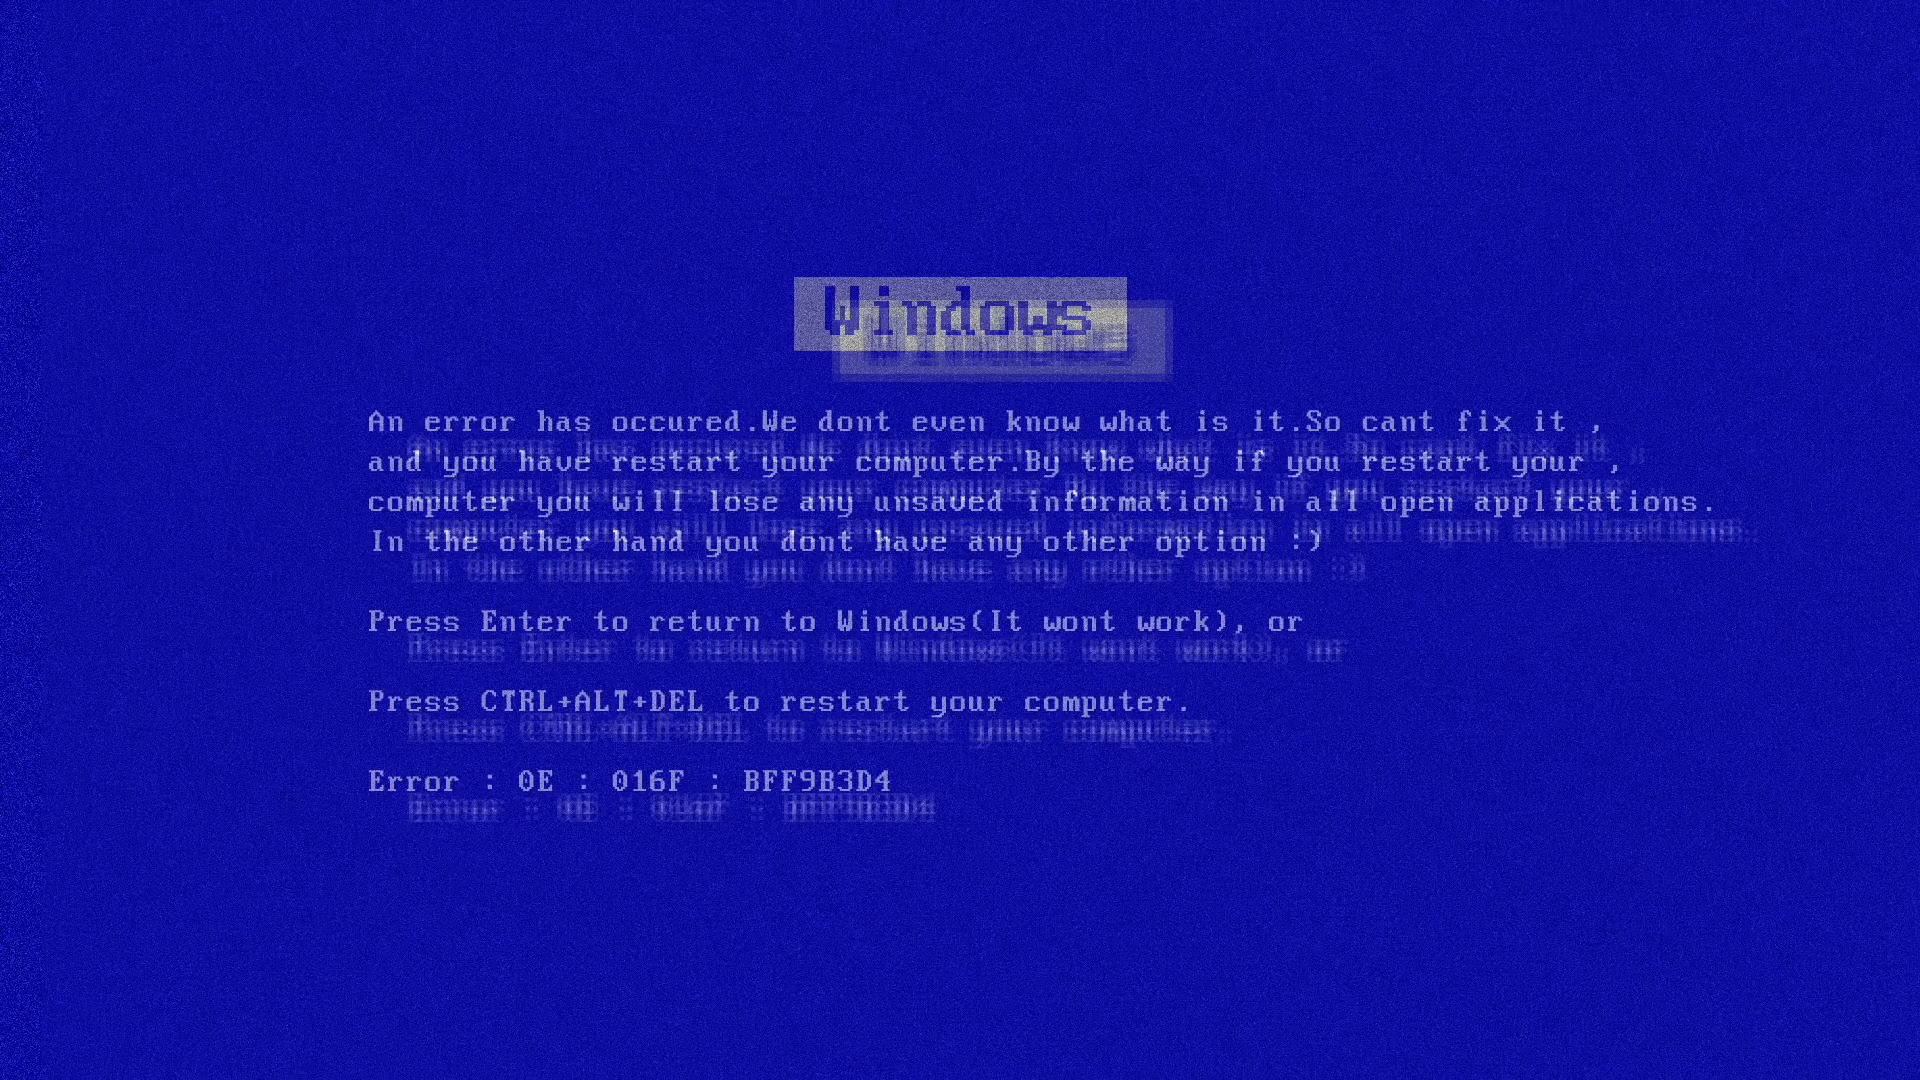 Windows
An error has occured.We dont even know what is it.So cant fix it ,
and you have restart your computer.By the way if you restart your ,
computer you will lose any unsaved information in all open applications.
In the other hand you dont have any other option :)
Press Enter to return to Windows(It wont work), or
Press CTRL+ALT+DEL to restart your computer.
Error : 0E : 016F : BFF9B3D4